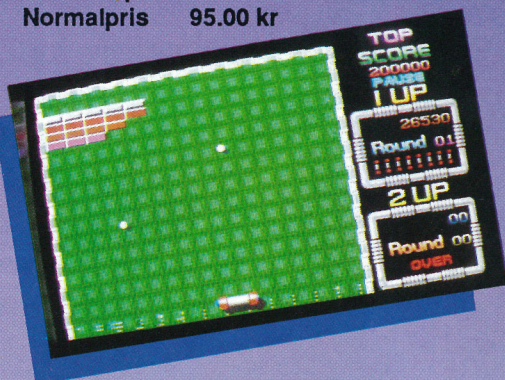 Normalpris 95.00 kr
TOP
SCORE
200000
PAUSE
1 UP
26530
Round 01
2 UP
00
Round 00
OVER